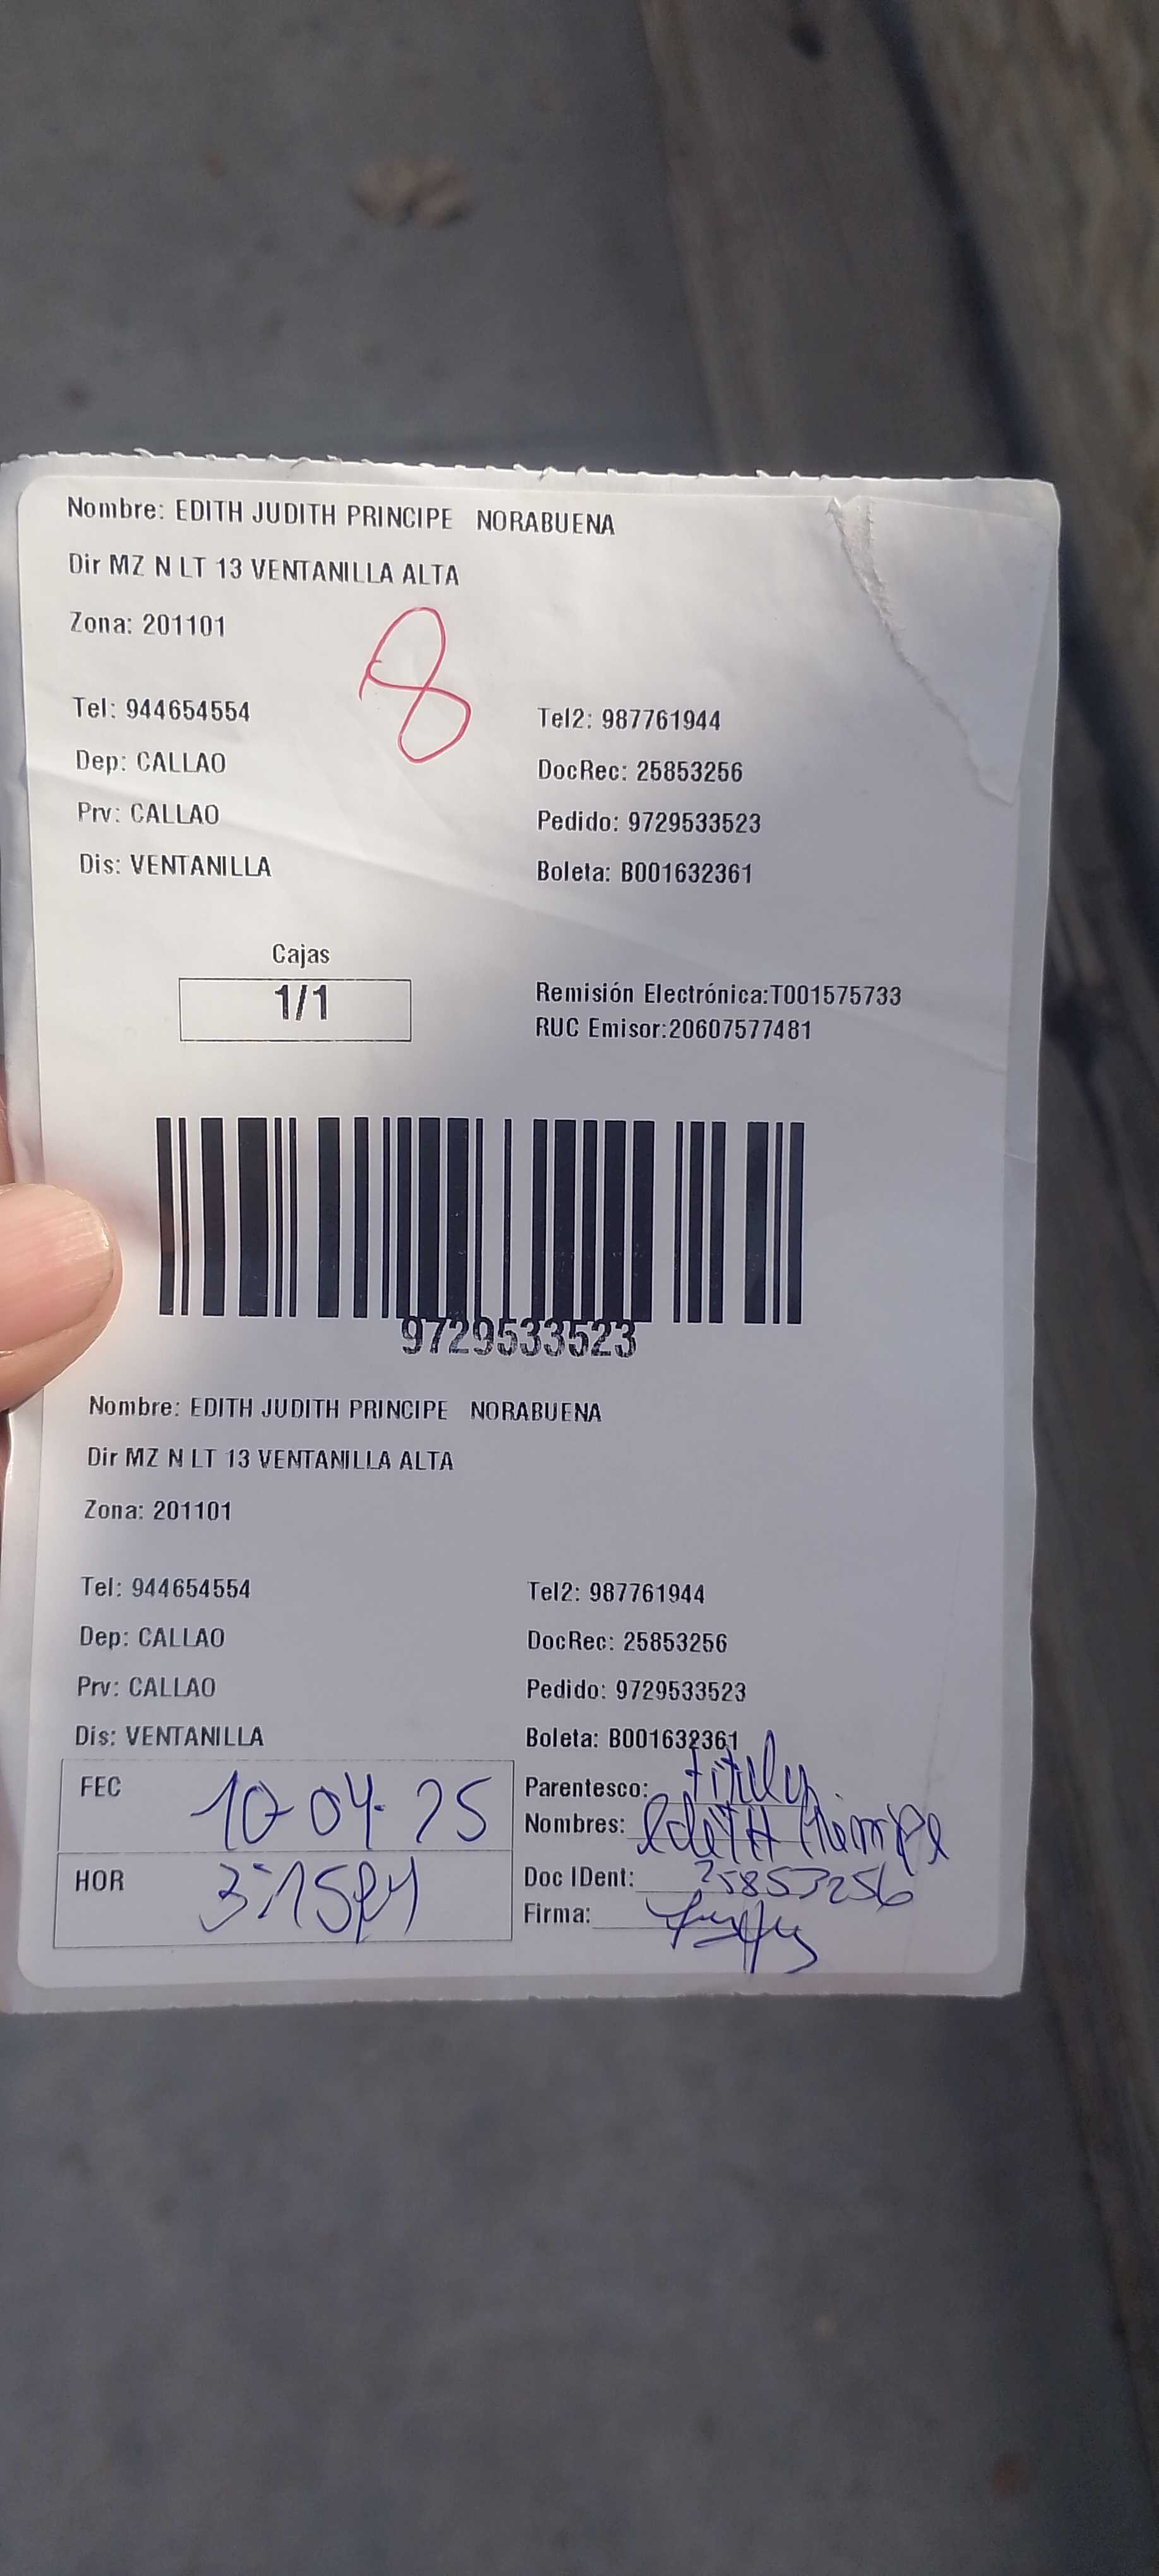 Nombre: EDITH JUDITH PRINCIPE NORABUENA
Dir MZ N LT 13 VENTANILLA ALTA
Zona: 201101
8
Tel: 944654554 Tel2: 987761944
Dep: CALLAO DocRec: 25853256
Prv: CALLAO Pedido: 9729533523
Dis: VENTANILLA Boleta: B001632361
Cajas
1/1
Remisión Electrónica:T001575733
RUC Emisor:20607577481
9729533523
Nombre: EDITH JUDITH PRINCIPE NORABUENA
Dir MZ N LT 13 VENTANILLA ALTA
Zona: 201101
Tel: 944654554 Tel2: 987761944
Dep: CALLAO DocRec: 25853256
Prv: CALLAO Pedido: 9729533523
Dis: VENTANILLA Boleta: B001632361
FEC 10-04-25
HOR 3:15PM
Parentesco:
Nombres: Edith Principe
Doc IDent: 25853256
Firma: